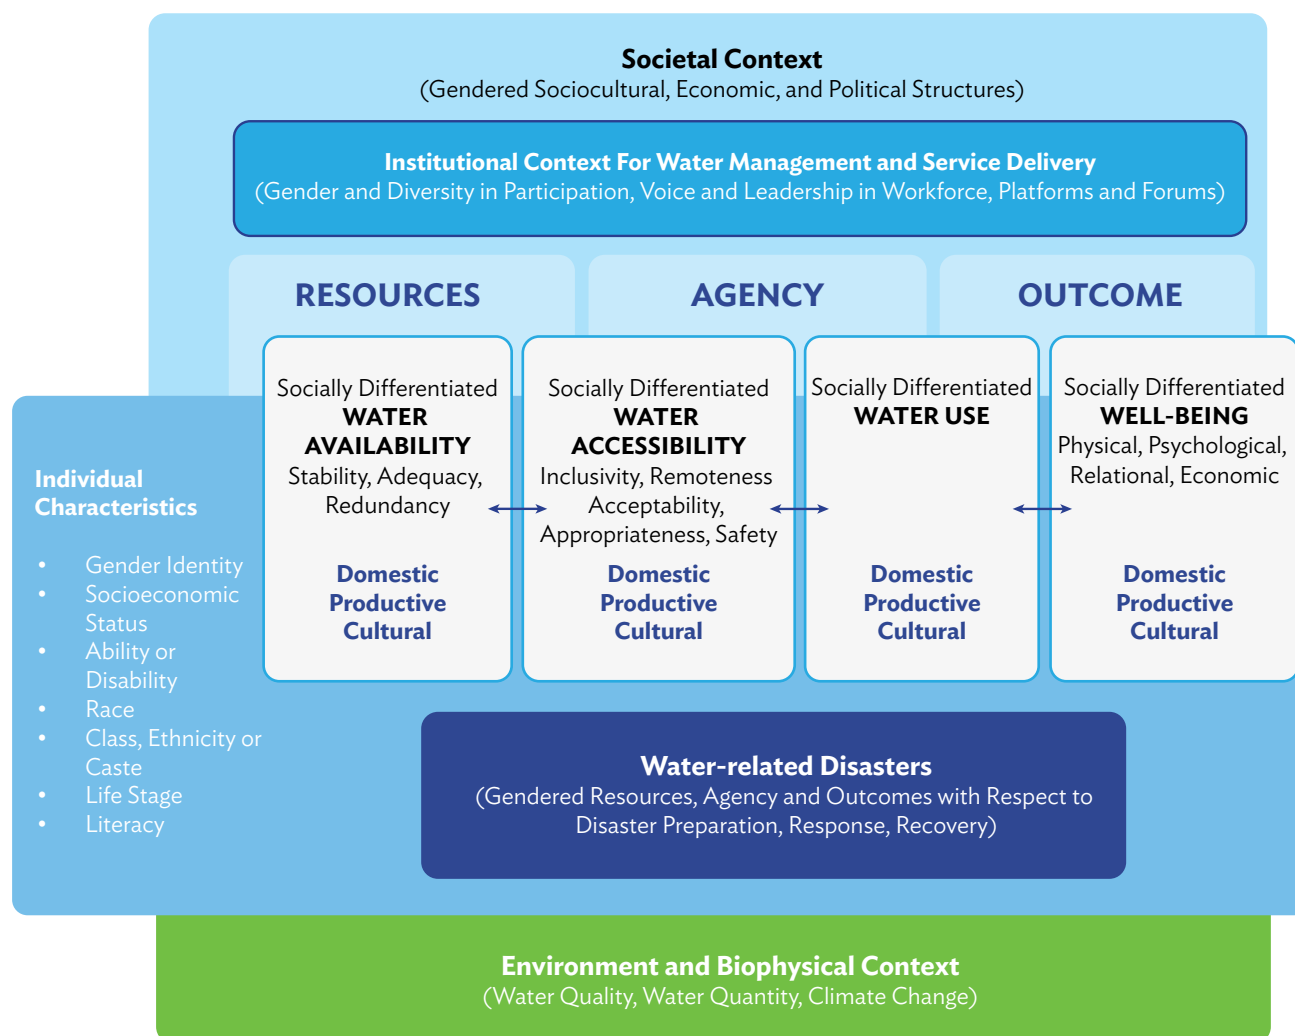 Societal Context
(Gendered Sociocultural, Economic, and Political Structures)
Institutional Context For Water Management and Service Delivery
(Gender and Diversity in Participation, Voice and Leadership in Workforce, Platforms and Forums)
RESOURCES
AGENCY
OUTCOME
Socially Differentiated
WATER
AVAILABILITY
Stability, Adequacy,
Redundancy
Domestic
Productive
Cultural
Socially Differentiated
WATER
ACCESSIBILITY
Inclusivity, Remoteness
Acceptability,
Appropriateness, Safety
Domestic
Productive
Cultural
Socially Differentiated
WATER USE
Domestic
Productive
Cultural
Socially Differentiated
WELL-BEING
Physical, Psychological,
Relational, Economic
Domestic
Productive
Cultural
Individual
Characteristics
• Gender Identity
• Socioeconomic
Status
• Ability or
Disability
• Race
• Class, Ethnicity or
Caste
• Life Stage
• Literacy
Water-related Disasters
(Gendered Resources, Agency and Outcomes with Respect to
Disaster Preparation, Response, Recovery)
Environment and Biophysical Context
(Water Quality, Water Quantity, Climate Change)